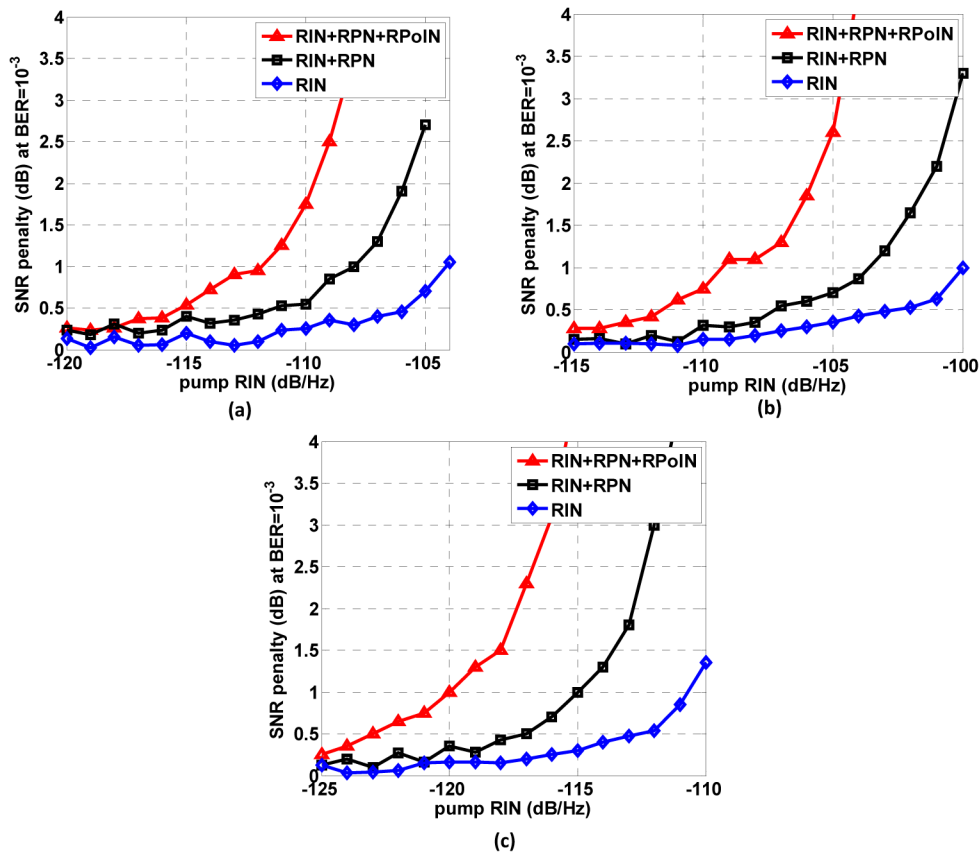 SNR penalty (dB) at BER=10⁻³
4
3.5
3
2.5
2
1.5
1
0.5
0
-120
-115
-110
-105
pump RIN (dB/Hz)
RIN+RPN+RPolN
RIN+RPN
RIN
(a)
SNR penalty (dB) at BER=10⁻³
4
3.5
3
2.5
2
1.5
1
0.5
0
-115
-110
-105
-100
pump RIN (dB/Hz)
RIN+RPN+RPolN
RIN+RPN
RIN
(b)
SNR penalty (dB) at BER=10⁻³
4
3.5
3
2.5
2
1.5
1
0.5
0
-125
-120
-115
-110
pump RIN (dB/Hz)
RIN+RPN+RPolN
RIN+RPN
RIN
(c)